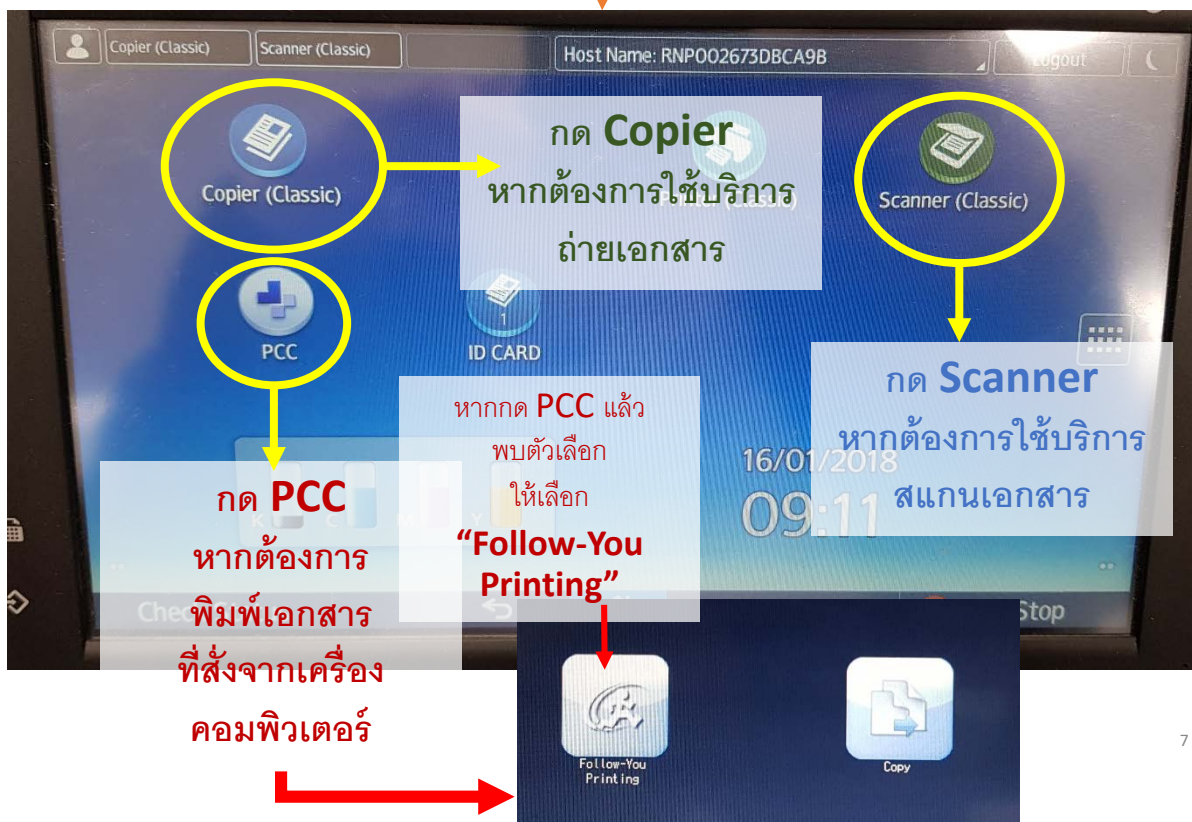 Copier (Classic)
Scanner (Classic)
Host Name: RNP002673DBCA9B
Logout
Copier (Classic)
กด Copier
หากต้องการใช้บริการ
ถ่ายเอกสาร
Printer (Classic)
Scanner (Classic)
PCC
1
ID CARD
กด PCC
หากต้องการ
พิมพ์เอกสาร
ที่สั่งจากเครื่อง
คอมพิวเตอร์
หากกด PCC แล้ว
พบตัวเลือก
ให้เลือก
“Follow-You
Printing”
กด Scanner
หากต้องการใช้บริการ
สแกนเอกสาร
16/01/2018
09:11
K C M Y
Check
Stop
Follow-You
Printing
Copy
7